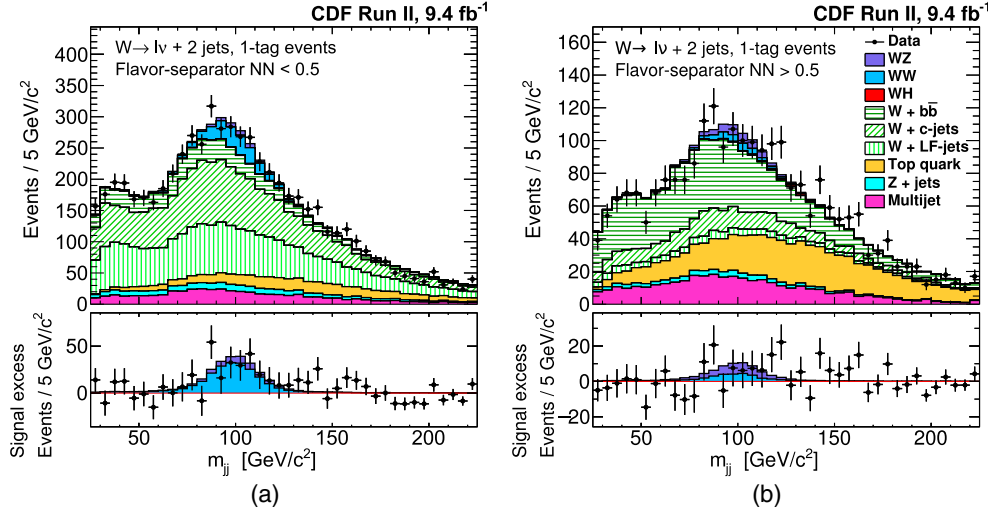 CDF Run II, 9.4 fb-1
W→ lν + 2 jets, 1-tag events
Flavor-separator NN < 0.5
Events / 5 GeV/c²
400
350
300
250
200
150
100
50
0
Signal excess
Events / 5 GeV/c²
50
0
50 100 150 200
mjj [GeV/c²]
(a)
CDF Run II, 9.4 fb-1
W→ lν + 2 jets, 1-tag events
Flavor-separator NN > 0.5
Data
WZ
WW
WH
W + bb̅
W + c-jets
W + LF-jets
Top quark
Z + jets
Multijet
Events / 5 GeV/c²
160
140
120
100
80
60
40
20
0
Signal excess
Events / 5 GeV/c²
20
0
−20
50 100 150 200
mjj [GeV/c²]
(b)